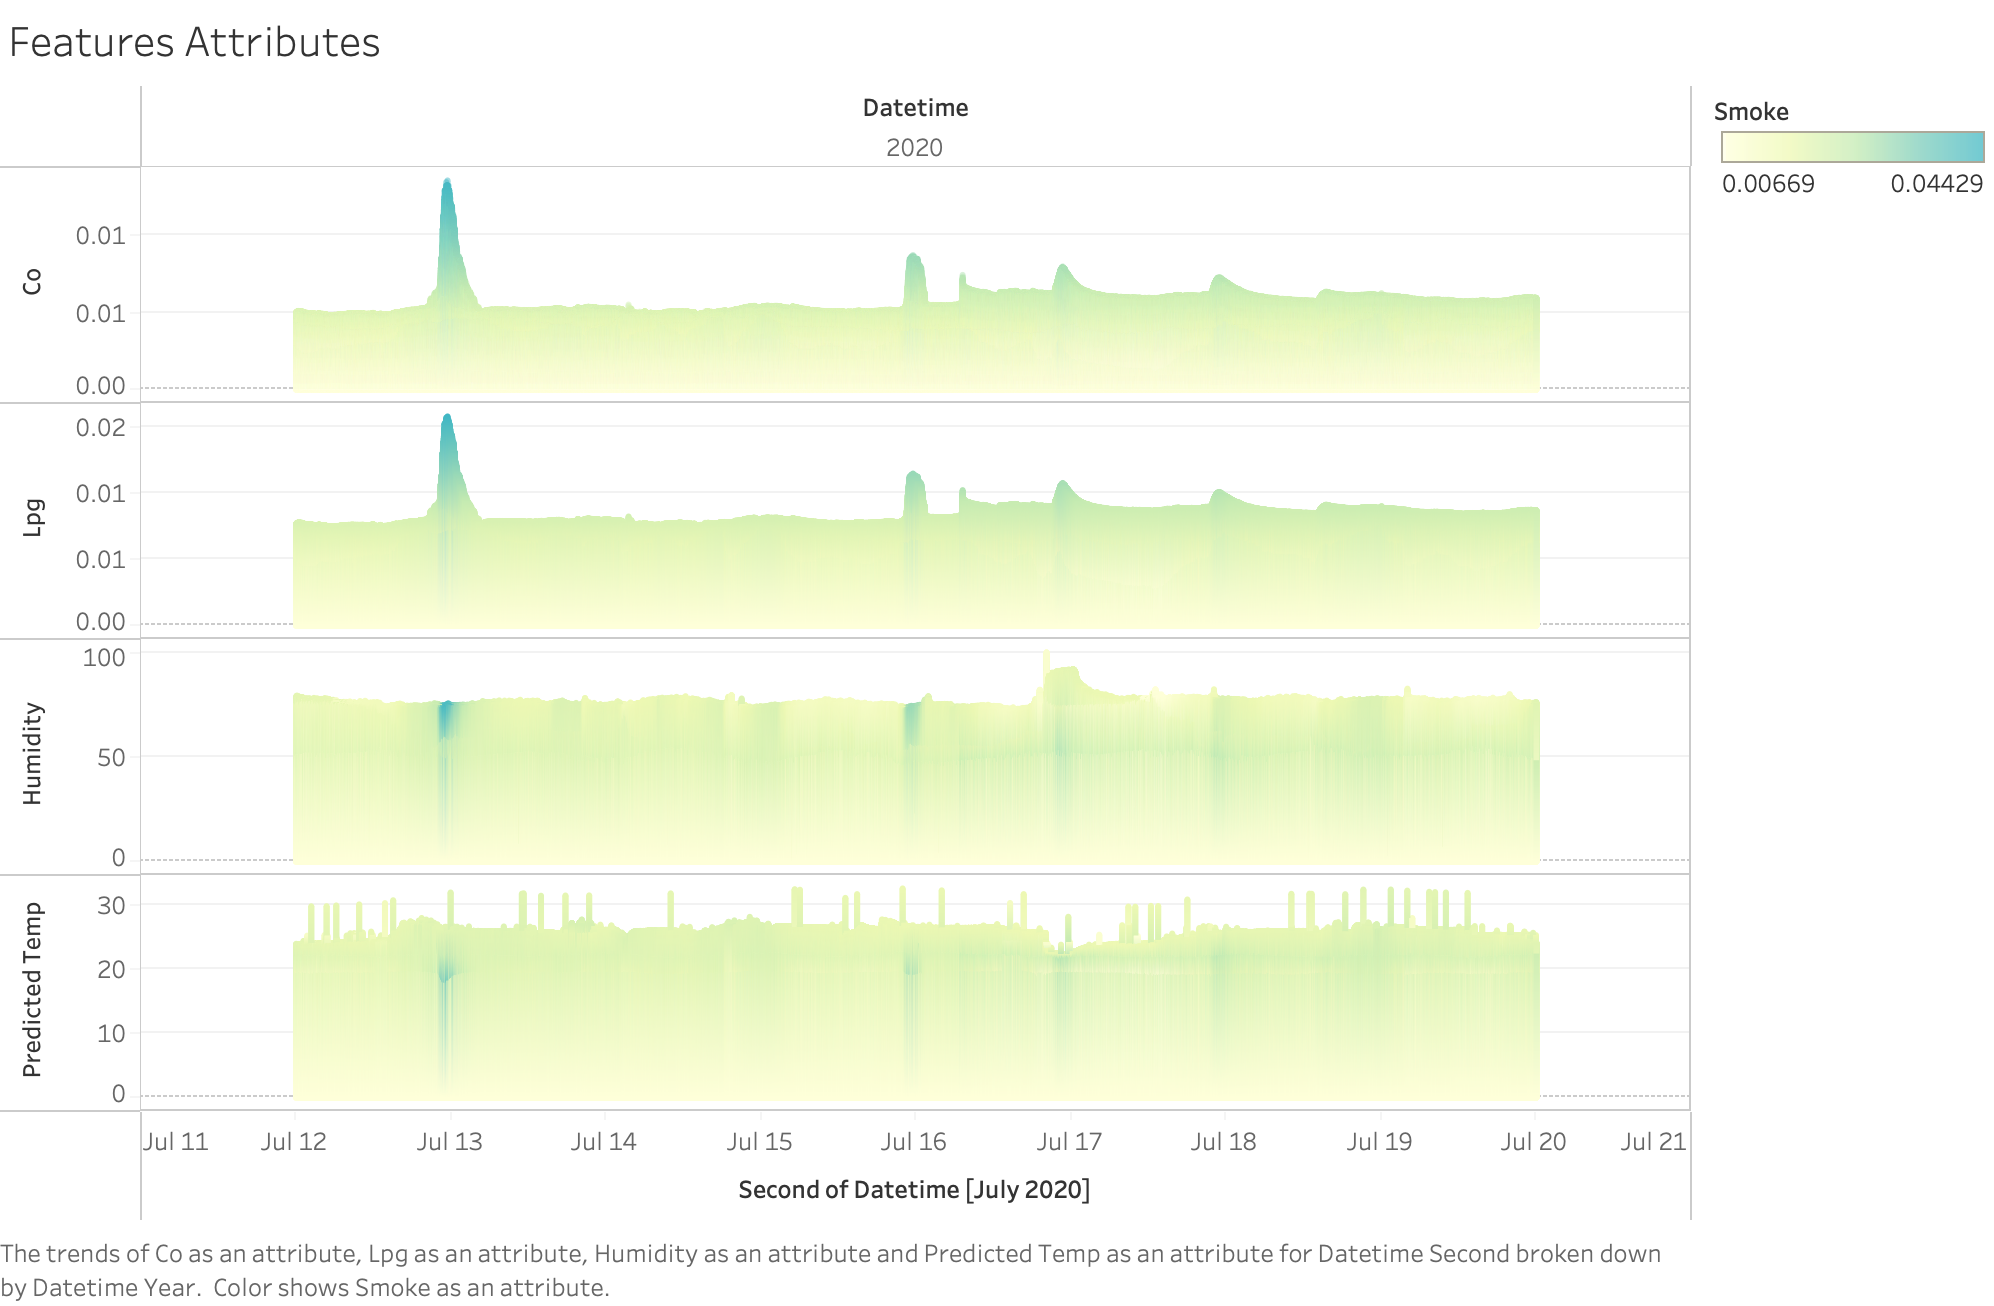 Features Attributes
Datetime
2020
Smoke
0.00669 0.04429
Co
0.01
0.01
0.00
Lpg
0.02
0.01
0.01
0.00
Humidity
100
50
0
Predicted Temp
30
20
10
0
Jul 11 Jul 12 Jul 13 Jul 14 Jul 15 Jul 16 Jul 17 Jul 18 Jul 19 Jul 20 Jul 21
Second of Datetime [July 2020]
The trends of Co as an attribute, Lpg as an attribute, Humidity as an attribute and Predicted Temp as an attribute for Datetime Second broken down
by Datetime Year.  Color shows Smoke as an attribute.